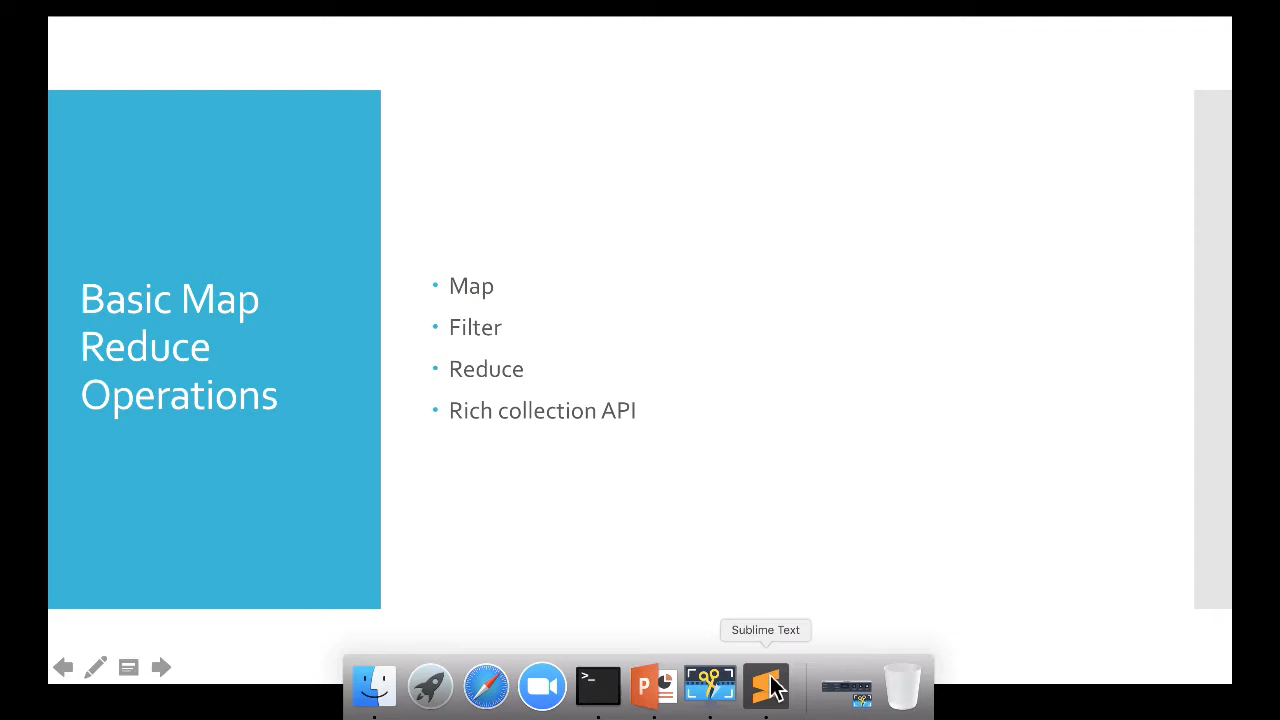 Basic Map
Reduce
Operations
• Map
• Filter
• Reduce
• Rich collection API
Sublime Text
>_
P